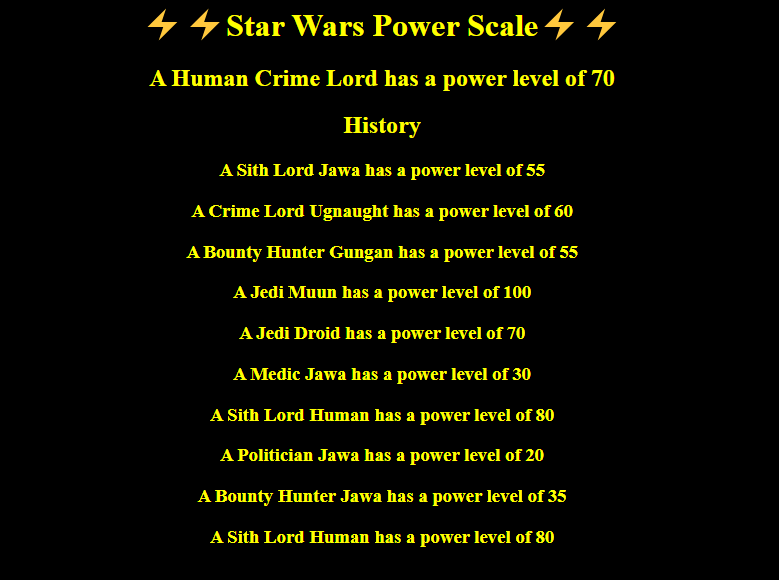 ⚡⚡Star Wars Power Scale⚡⚡
A Human Crime Lord has a power level of 70
History
A Sith Lord Jawa has a power level of 55
A Crime Lord Ugnaught has a power level of 60
A Bounty Hunter Gungan has a power level of 55
A Jedi Muun has a power level of 100
A Jedi Droid has a power level of 70
A Medic Jawa has a power level of 30
A Sith Lord Human has a power level of 80
A Politician Jawa has a power level of 20
A Bounty Hunter Jawa has a power level of 35
A Sith Lord Human has a power level of 80